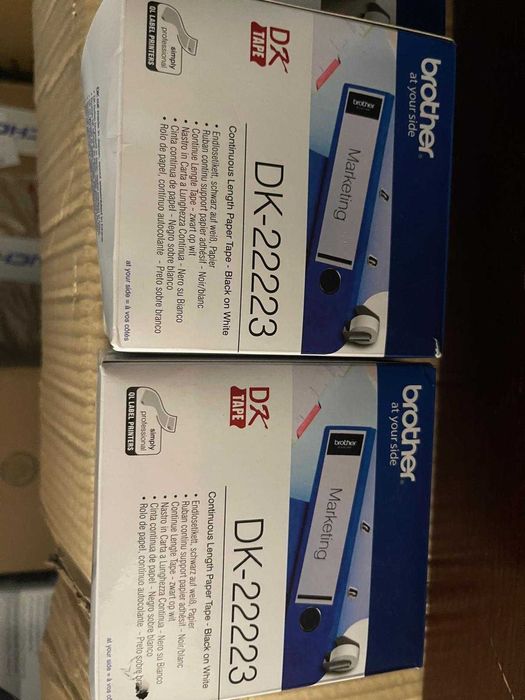 brother
at your side
brother
Marketing
DK
TAPE
DK-22223
Continuous Length Paper Tape - Black on White
• Endlosetikett, schwarz auf weiß, Papier
• Ruban continu support papier adhésif - Noir/blanc
• Continue Lengte Tape - zwart op wit
• Nastro in Carta a Lunghezza Continua - Nero su Bianco
• Cinta continua de papel - Negro sobre blanco
• Rolo de papel, contínuo autocolante - Preto sobre branco
simply
professional
QL LABEL PRINTERS
at your side = à vos côtés
brother
at your side
brother
Marketing
DK
TAPE
DK-22223
Continuous Length Paper Tape - Black on White
• Endlosetikett, schwarz auf weiß, Papier
• Ruban continu support papier adhésif - Noir/blanc
• Continue Lengte Tape - zwart op wit
• Nastro in Carta a Lunghezza Continua - Nero su Bianco
• Cinta continua de papel - Negro sobre blanco
• Rolo de papel, contínuo autocolante - Preto sobre
simply
professional
QL LABEL PRINTERS
at your side = à vos